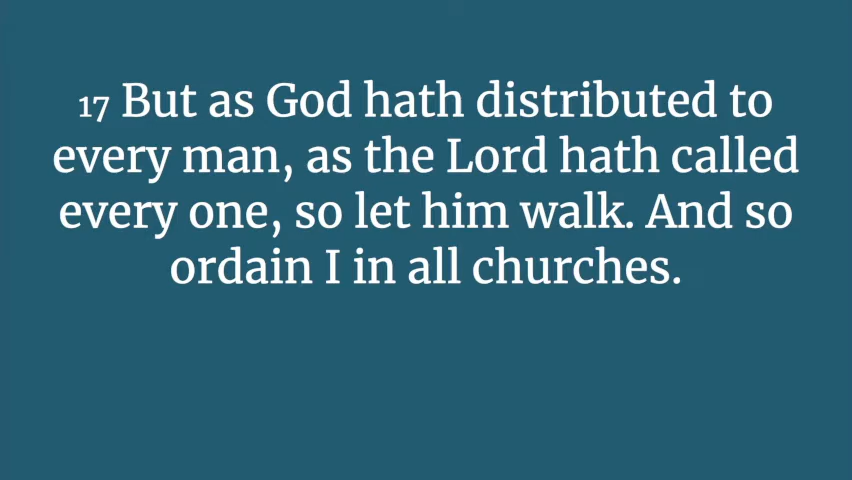 17 But as God hath distributed to
every man, as the Lord hath called
every one, so let him walk. And so
ordain I in all churches.